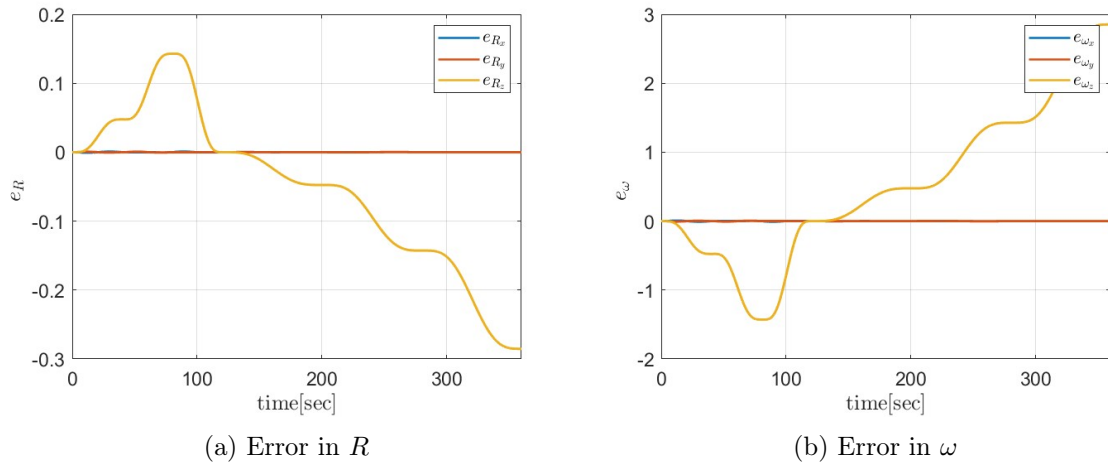 0.2
0.1
0
-0.1
-0.2
-0.3
e_R
e_{R_x}
e_{R_y}
e_{R_z}
0 100 200 300
time[sec]
(a) Error in R
3
2
1
0
-1
-2
e_ω
e_{ω_x}
e_{ω_y}
e_{ω_z}
0 100 200 300
time[sec]
(b) Error in ω